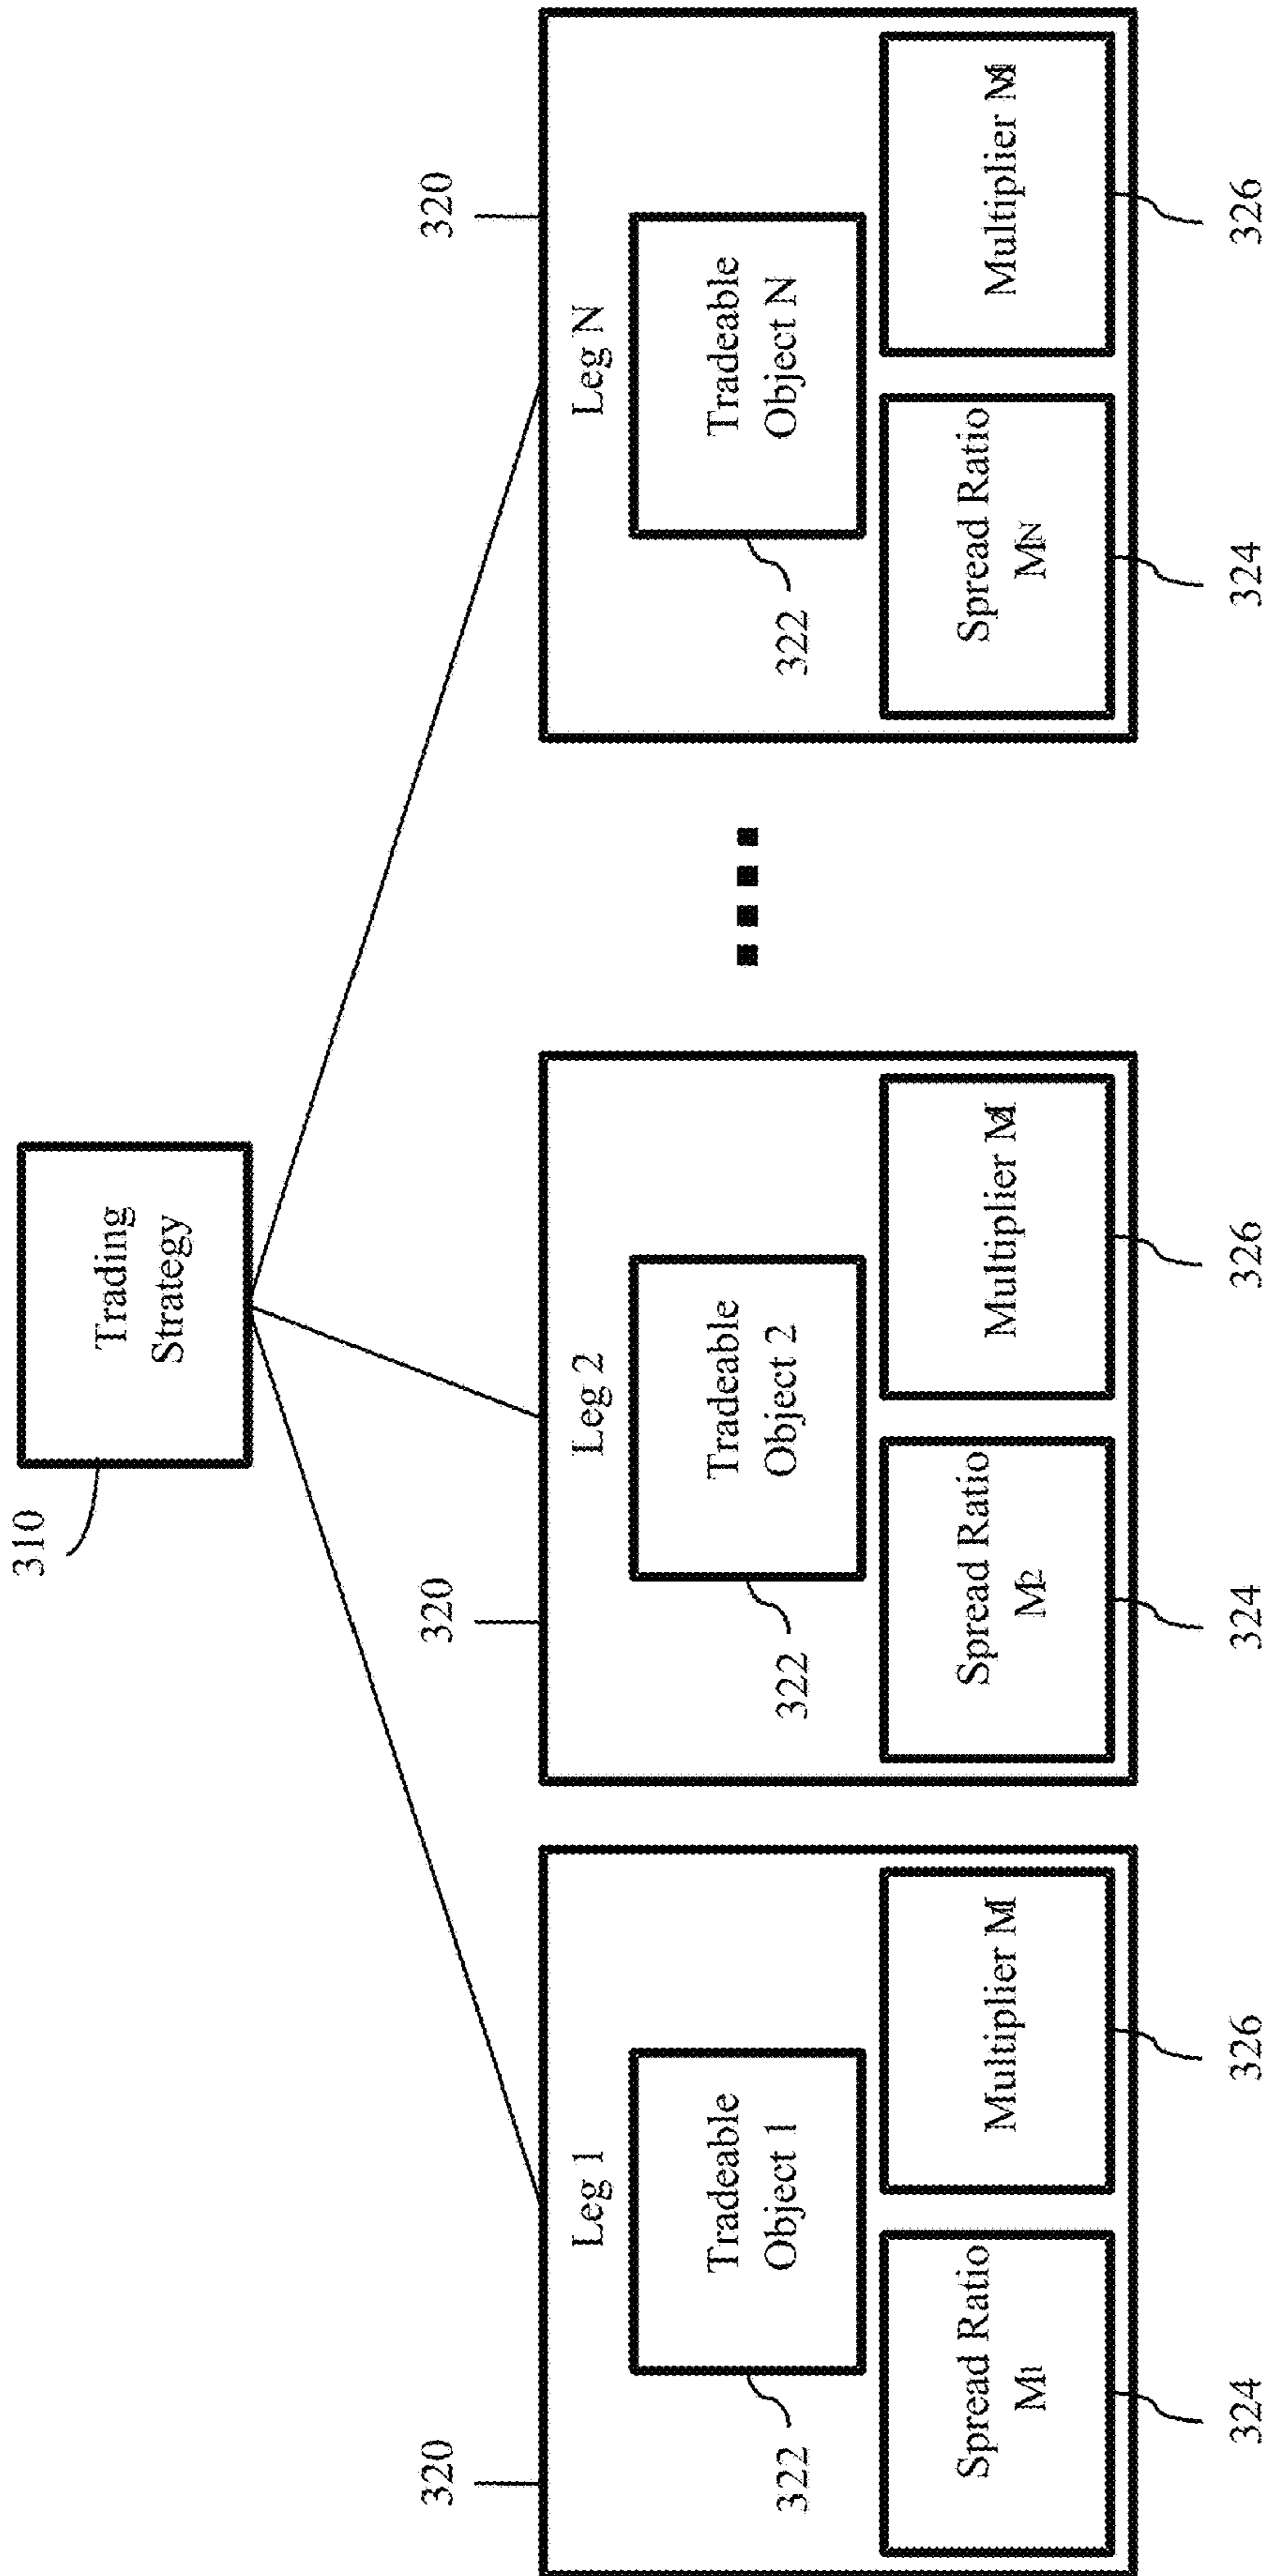 310
Trading
Strategy
320
Leg 1
322
Tradeable
Object 1
Spread Ratio
M1
Multiplier
324
326
320
Leg 2
322
Tradeable
Object 2
Spread Ratio
M2
Multiplier
324
326
320
Leg N
322
Tradeable
Object N
Spread Ratio
MN
Multiplier
324
326